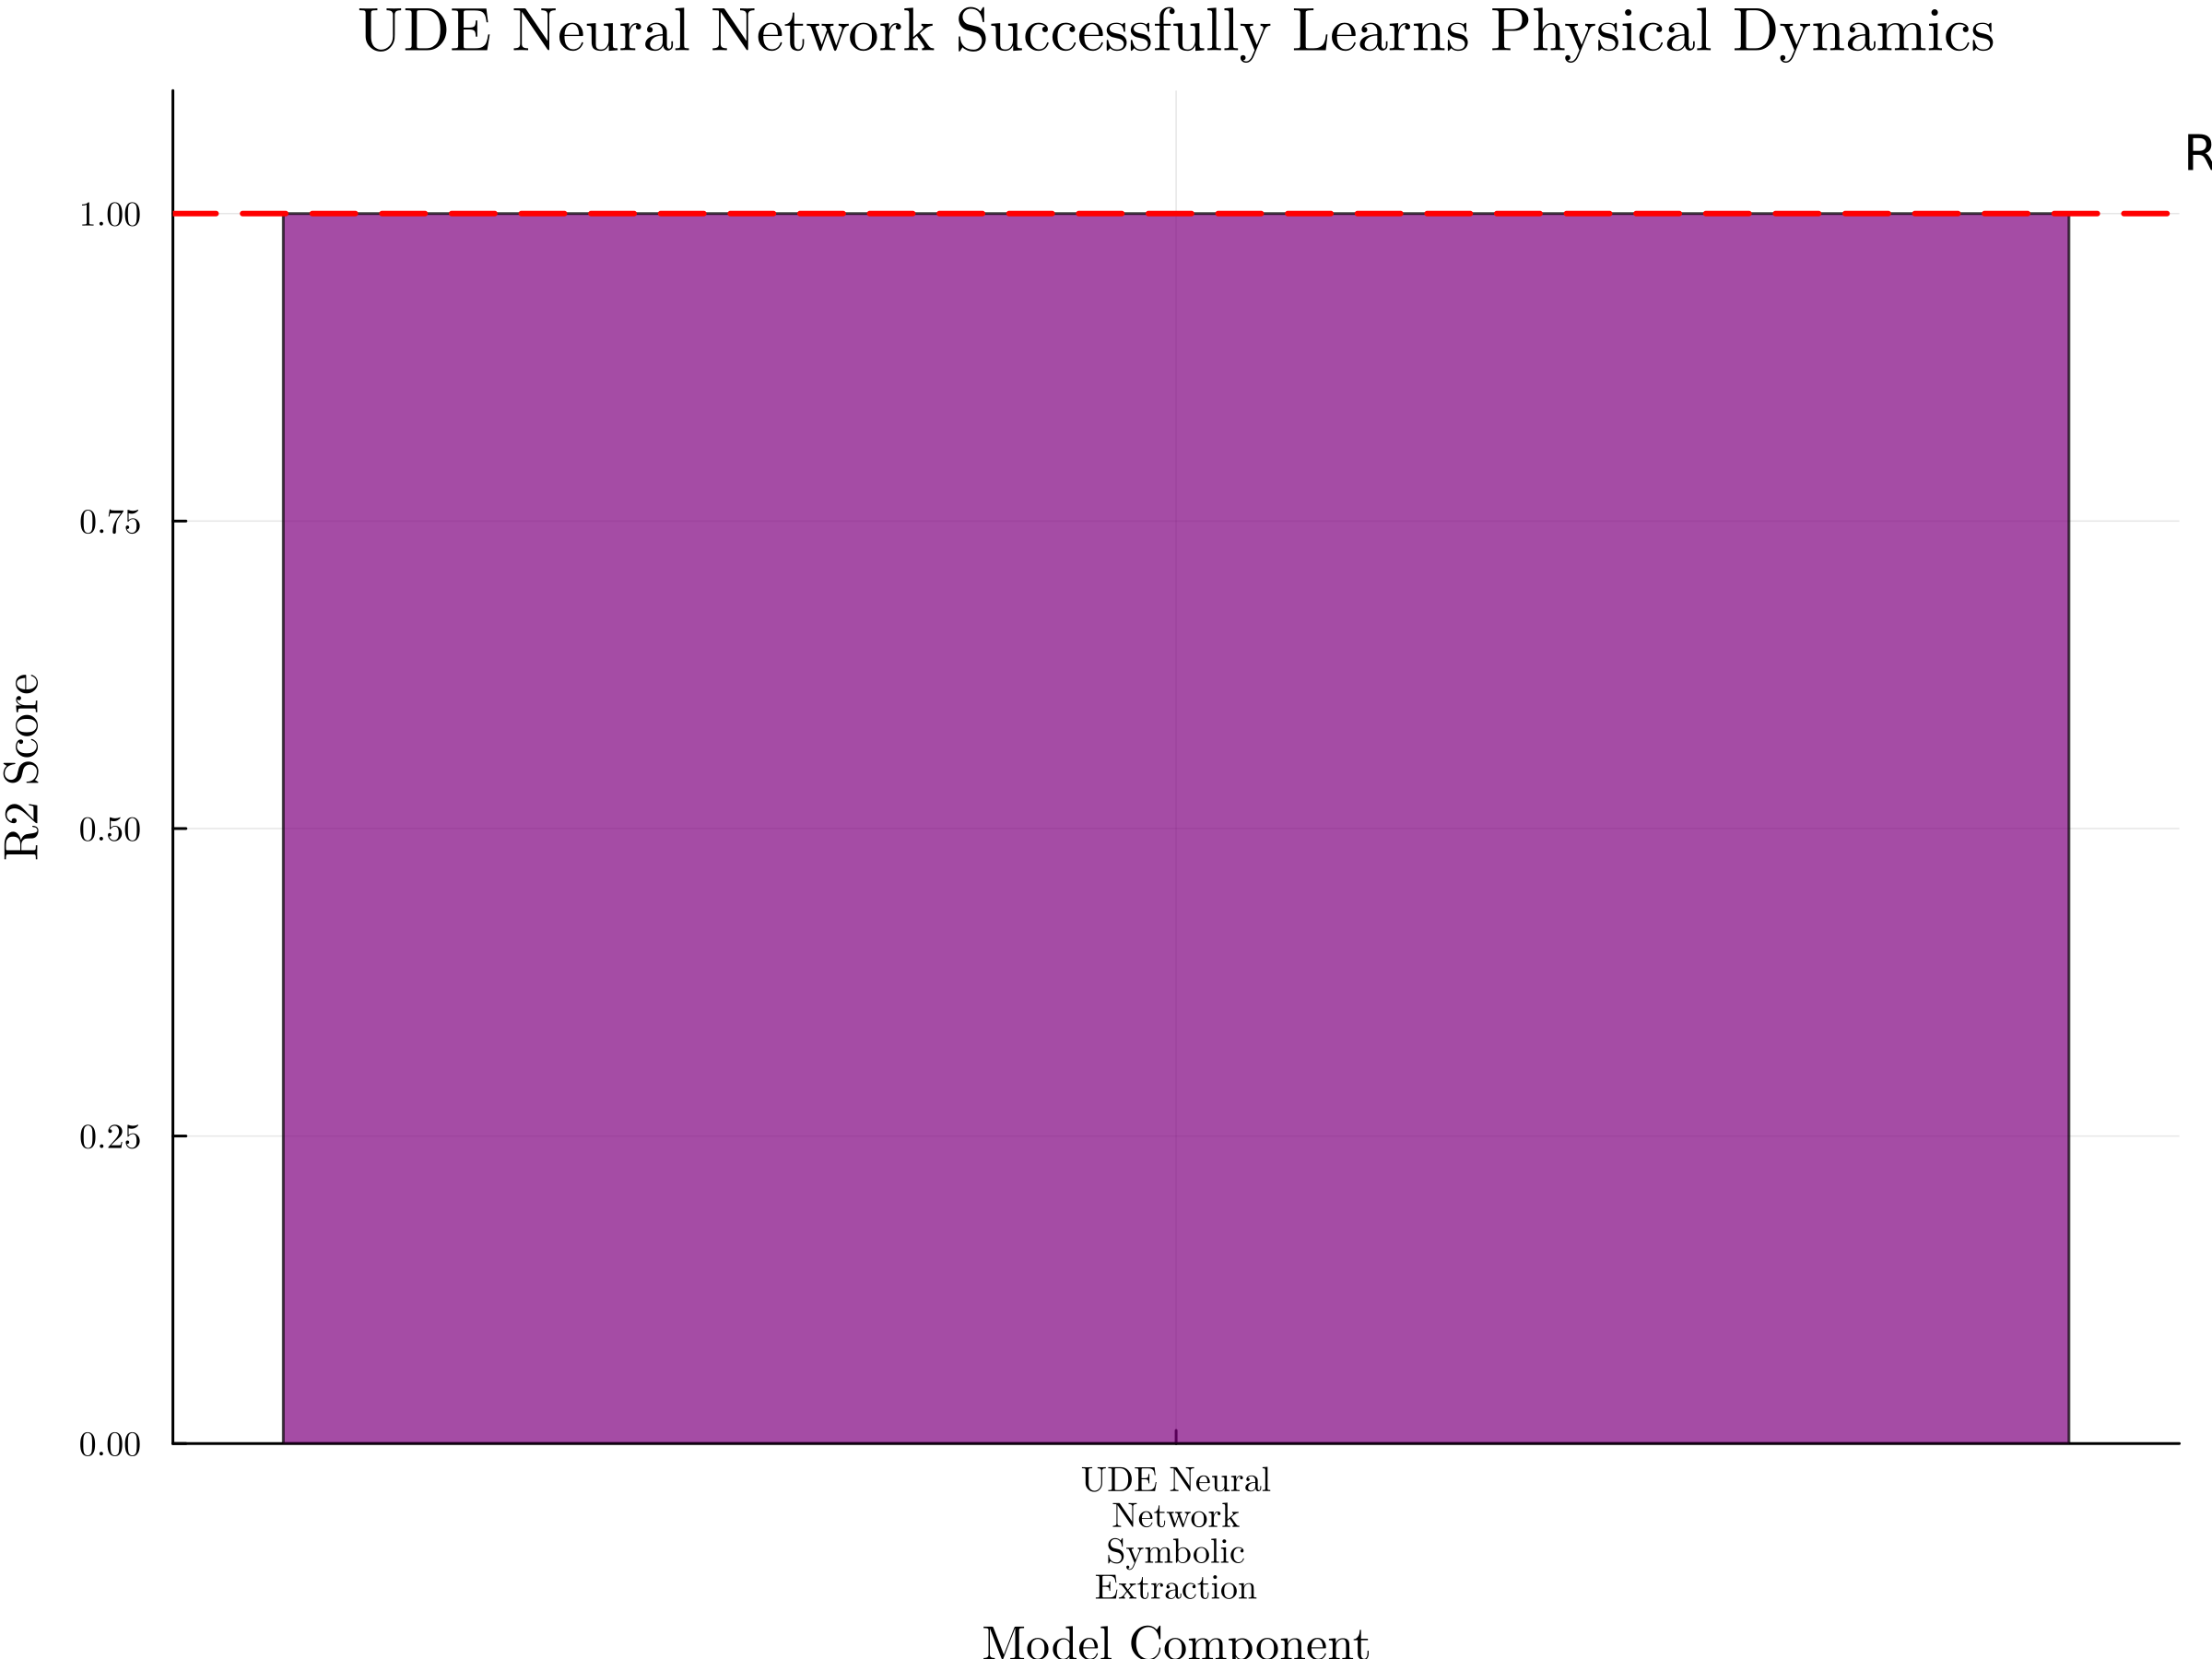 UDE Neural Network Successfully Learns Physical Dynamics
R
1.00
0.75
0.50
0.25
0.00
R2 Score
UDE Neural
Network
Symbolic
Extraction
Model Component